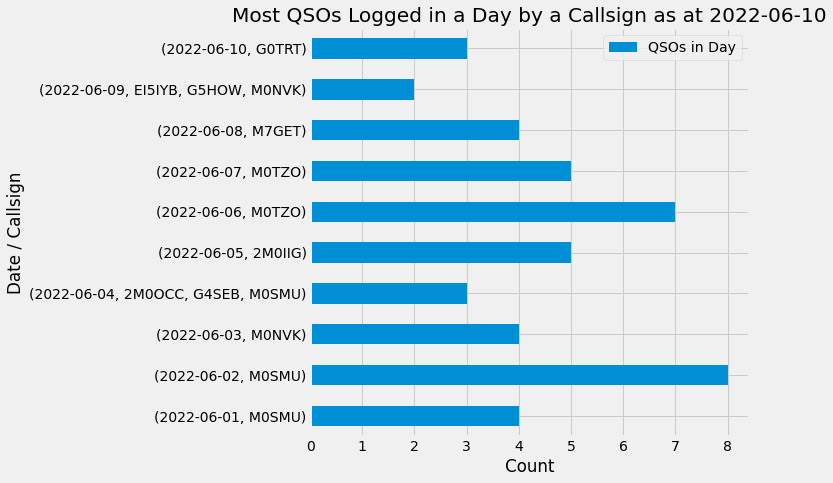 Most QSOs Logged in a Day by a Callsign as at 2022-06-10
QSOs in Day
Date / Callsign
(2022-06-10, G0TRT)
(2022-06-09, EI5IYB, G5HOW, M0NVK)
(2022-06-08, M7GET)
(2022-06-07, M0TZO)
(2022-06-06, M0TZO)
(2022-06-05, 2M0IIG)
(2022-06-04, 2M0OCC, G4SEB, M0SMU)
(2022-06-03, M0NVK)
(2022-06-02, M0SMU)
(2022-06-01, M0SMU)
0 1 2 3 4 5 6 7 8
Count